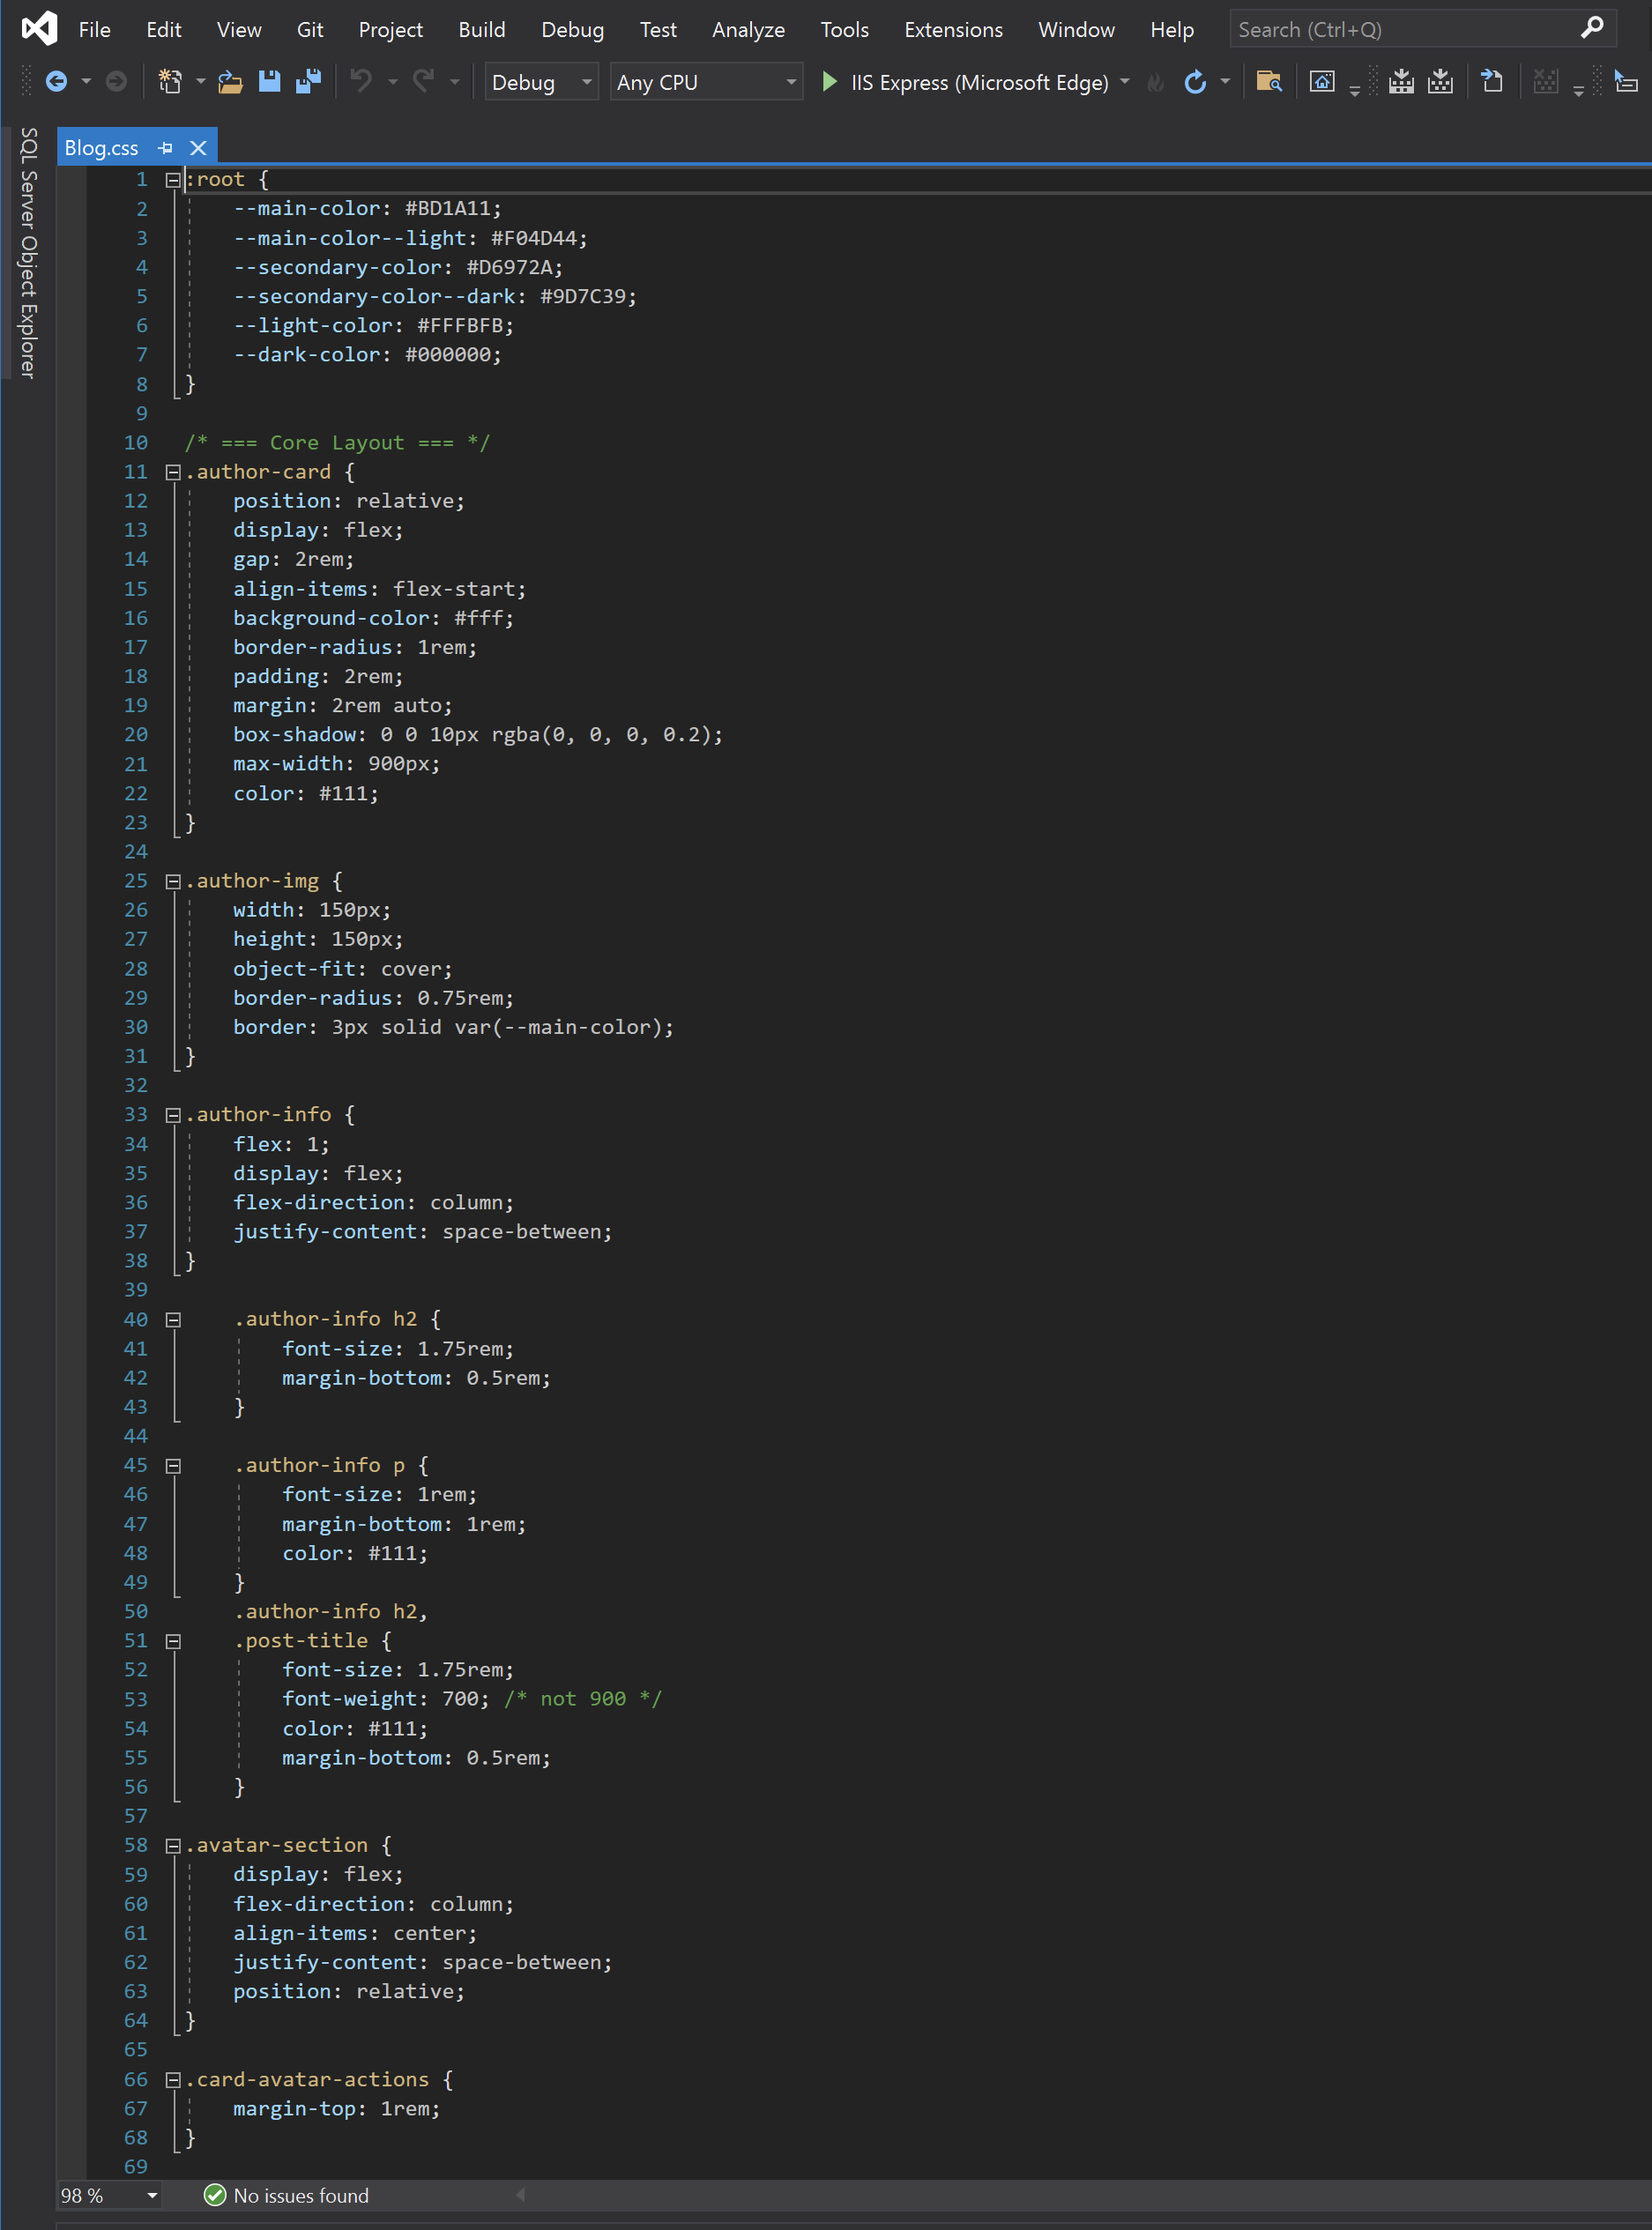 File Edit View Git Project Build Debug Test Analyze Tools Extensions Window Help Search (Ctrl+Q)
Debug Any CPU IIS Express (Microsoft Edge)
SQL Server Object Explorer
Blog.css
1 :root {
2 --main-color: #BD1A11;
3 --main-color--light: #F04D44;
4 --secondary-color: #D6972A;
5 --secondary-color--dark: #9D7C39;
6 --light-color: #FFFBFB;
7 --dark-color: #000000;
8 }
9
10 /* === Core Layout === */
11 .author-card {
12 position: relative;
13 display: flex;
14 gap: 2rem;
15 align-items: flex-start;
16 background-color: #fff;
17 border-radius: 1rem;
18 padding: 2rem;
19 margin: 2rem auto;
20 box-shadow: 0 0 10px rgba(0, 0, 0, 0.2);
21 max-width: 900px;
22 color: #111;
23 }
24
25 .author-img {
26 width: 150px;
27 height: 150px;
28 object-fit: cover;
29 border-radius: 0.75rem;
30 border: 3px solid var(--main-color);
31 }
32
33 .author-info {
34 flex: 1;
35 display: flex;
36 flex-direction: column;
37 justify-content: space-between;
38 }
39
40 .author-info h2 {
41 font-size: 1.75rem;
42 margin-bottom: 0.5rem;
43 }
44
45 .author-info p {
46 font-size: 1rem;
47 margin-bottom: 1rem;
48 color: #111;
49 }
50 .author-info h2,
51 .post-title {
52 font-size: 1.75rem;
53 font-weight: 700; /* not 900 */
54 color: #111;
55 margin-bottom: 0.5rem;
56 }
57
58 .avatar-section {
59 display: flex;
60 flex-direction: column;
61 align-items: center;
62 justify-content: space-between;
63 position: relative;
64 }
65
66 .card-avatar-actions {
67 margin-top: 1rem;
68 }
69
98 % No issues found